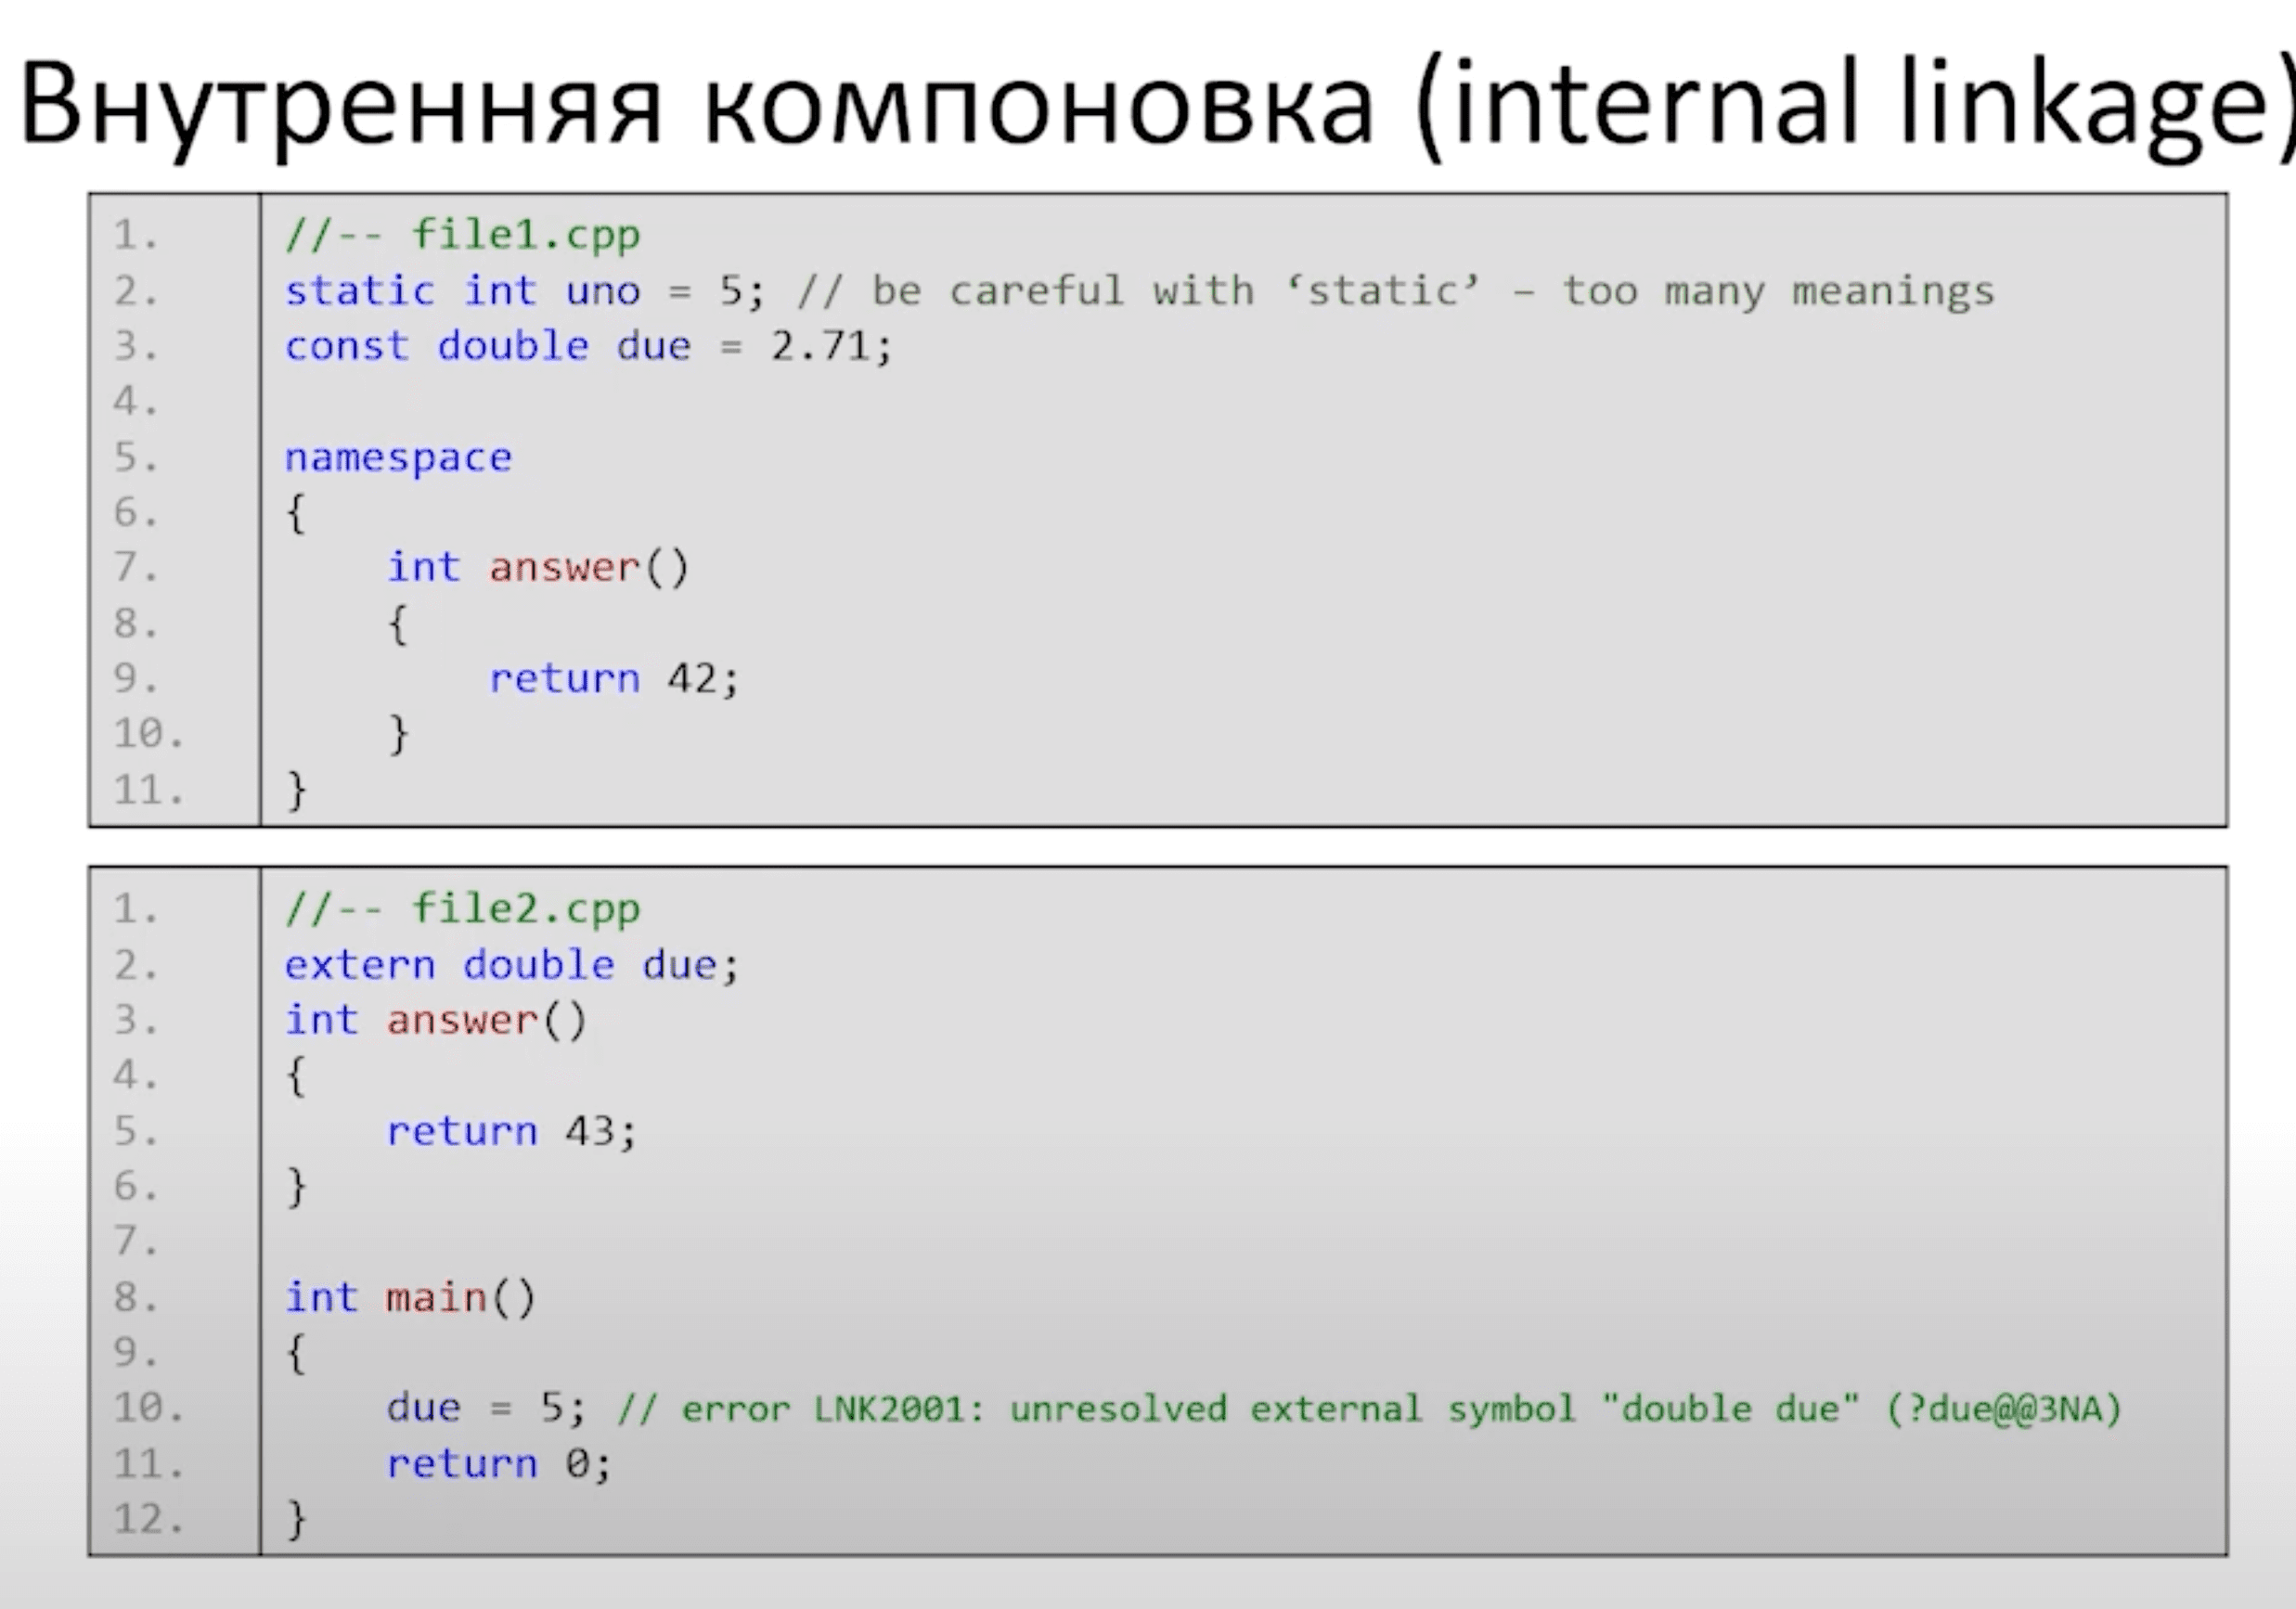 Внутренняя компоновка (internal linkage)
1. //-- file1.cpp
2. static int uno = 5; // be careful with ‘static’ – too many meanings
3. const double due = 2.71;
4.
5. namespace
6. {
7. int answer()
8. {
9. return 42;
10. }
11. }
1. //-- file2.cpp
2. extern double due;
3. int answer()
4. {
5. return 43;
6. }
7.
8. int main()
9. {
10. due = 5; // error LNK2001: unresolved external symbol "double due" (?due@@3NA)
11. return 0;
12. }